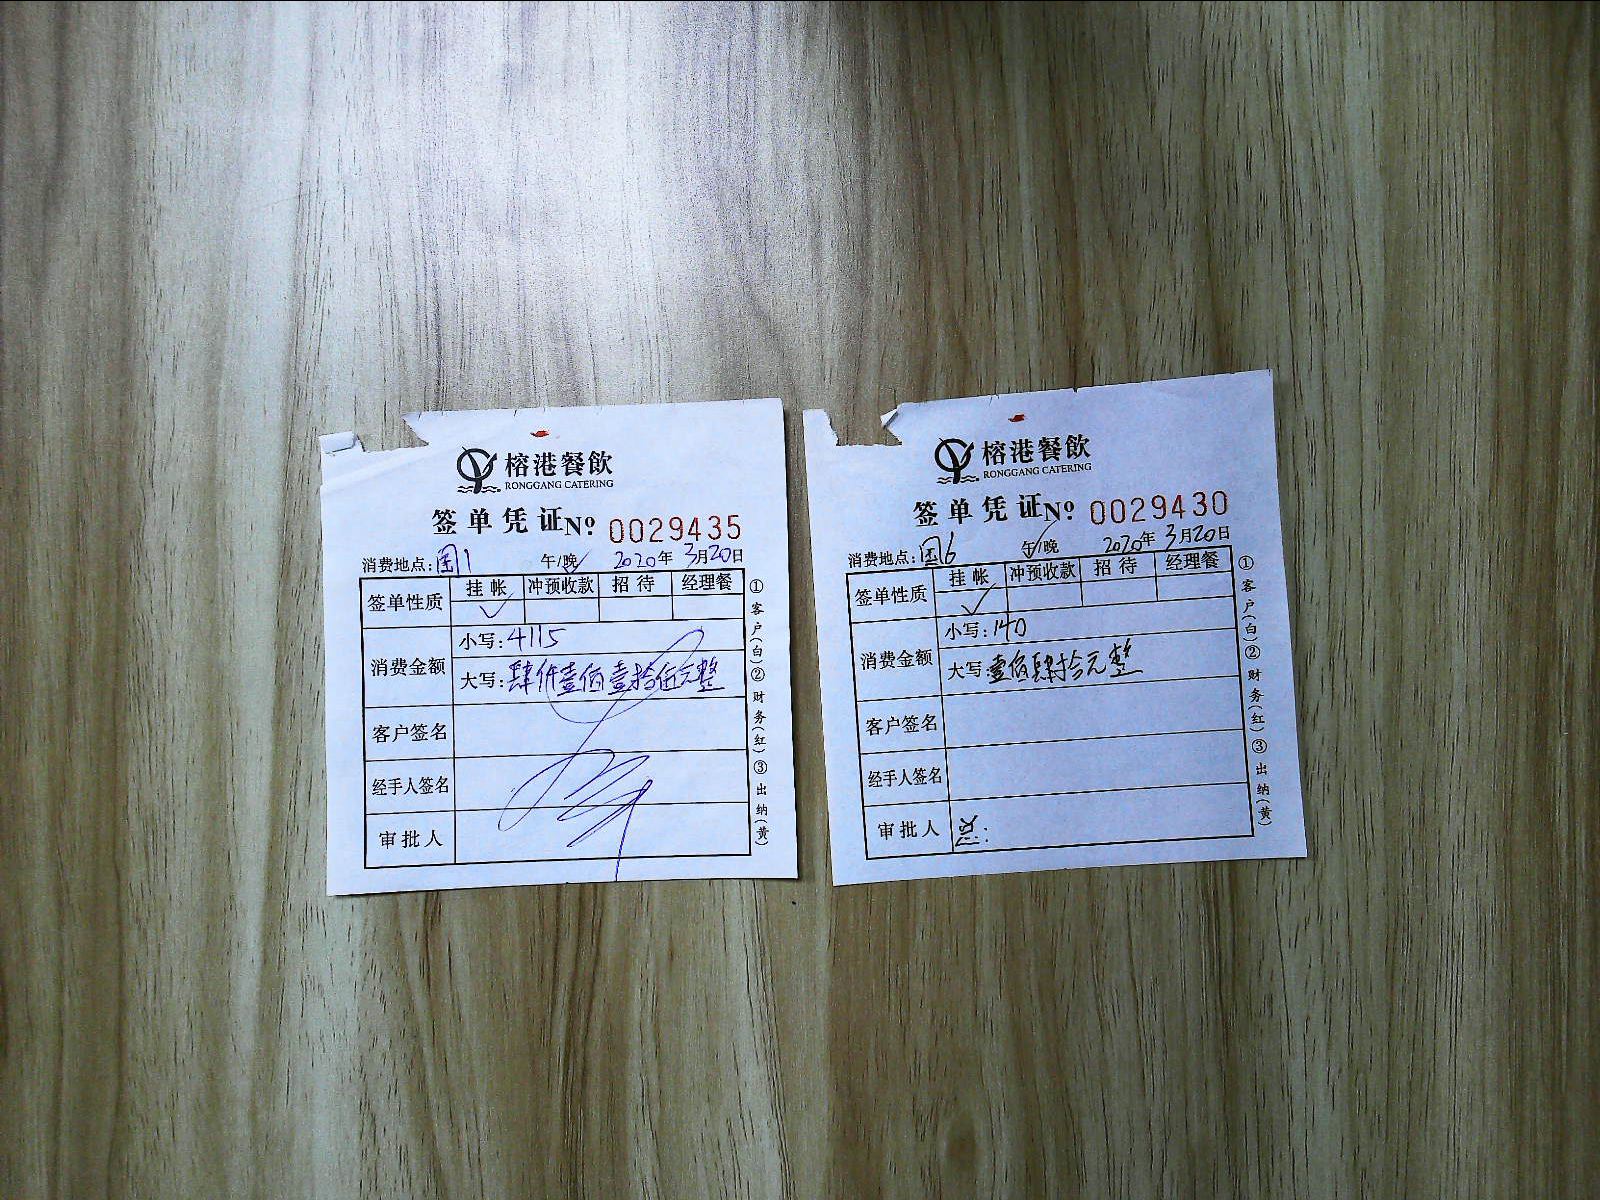 榕港餐飲
RONGGANG CATERING
签单凭证 Nº 0029435
消费地点:国1 午/晚 2020年3月20日
签单性质 挂帐 冲预收款 招待 经理餐
消费金额
小写:4115
大写:肆仟壹佰壹拾伍元整
客户签名
经手人签名
审批人
①客户(白)②财务(红)③出纳(黄)
榕港餐飲
RONGGANG CATERING
签单凭证 Nº 0029430
消费地点:国6 午/晚 2020年3月20日
签单性质 挂帐 冲预收款 招待 经理餐
消费金额
小写:140
大写:壹佰肆拾元整
客户签名
经手人签名
审批人
①客户(白)②财务(红)③出纳(黄)